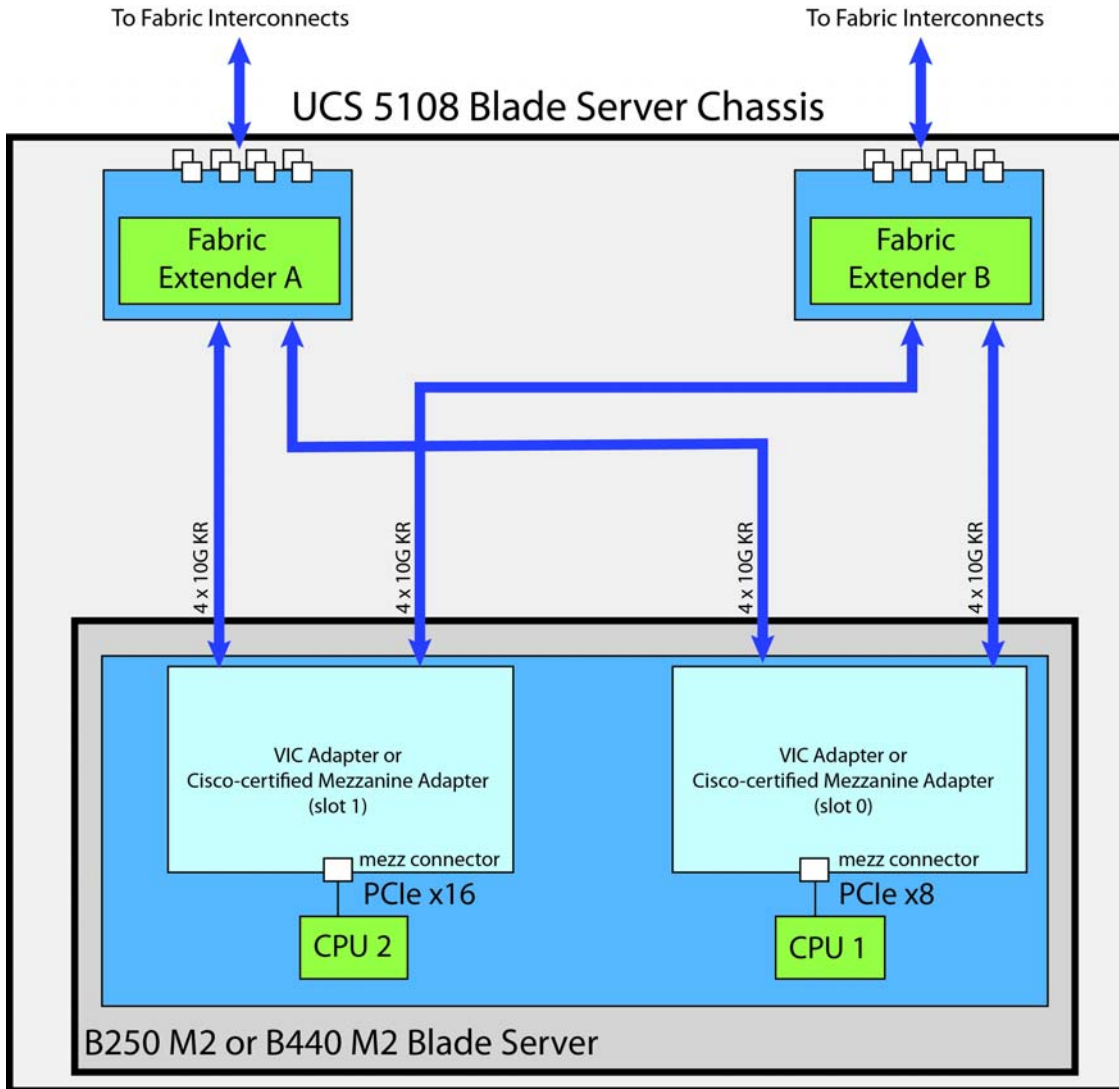 To Fabric Interconnects
To Fabric Interconnects
UCS 5108 Blade Server Chassis
Fabric
Extender A
Fabric
Extender B
4 x 10G KR
4 x 10G KR
4 x 10G KR
4 x 10G KR
VIC Adapter or
Cisco-certified Mezzanine Adapter
(slot 1)
VIC Adapter or
Cisco-certified Mezzanine Adapter
(slot 0)
mezz connector
PCIe x16
CPU 2
mezz connector
PCIe x8
CPU 1
B250 M2 or B440 M2 Blade Server